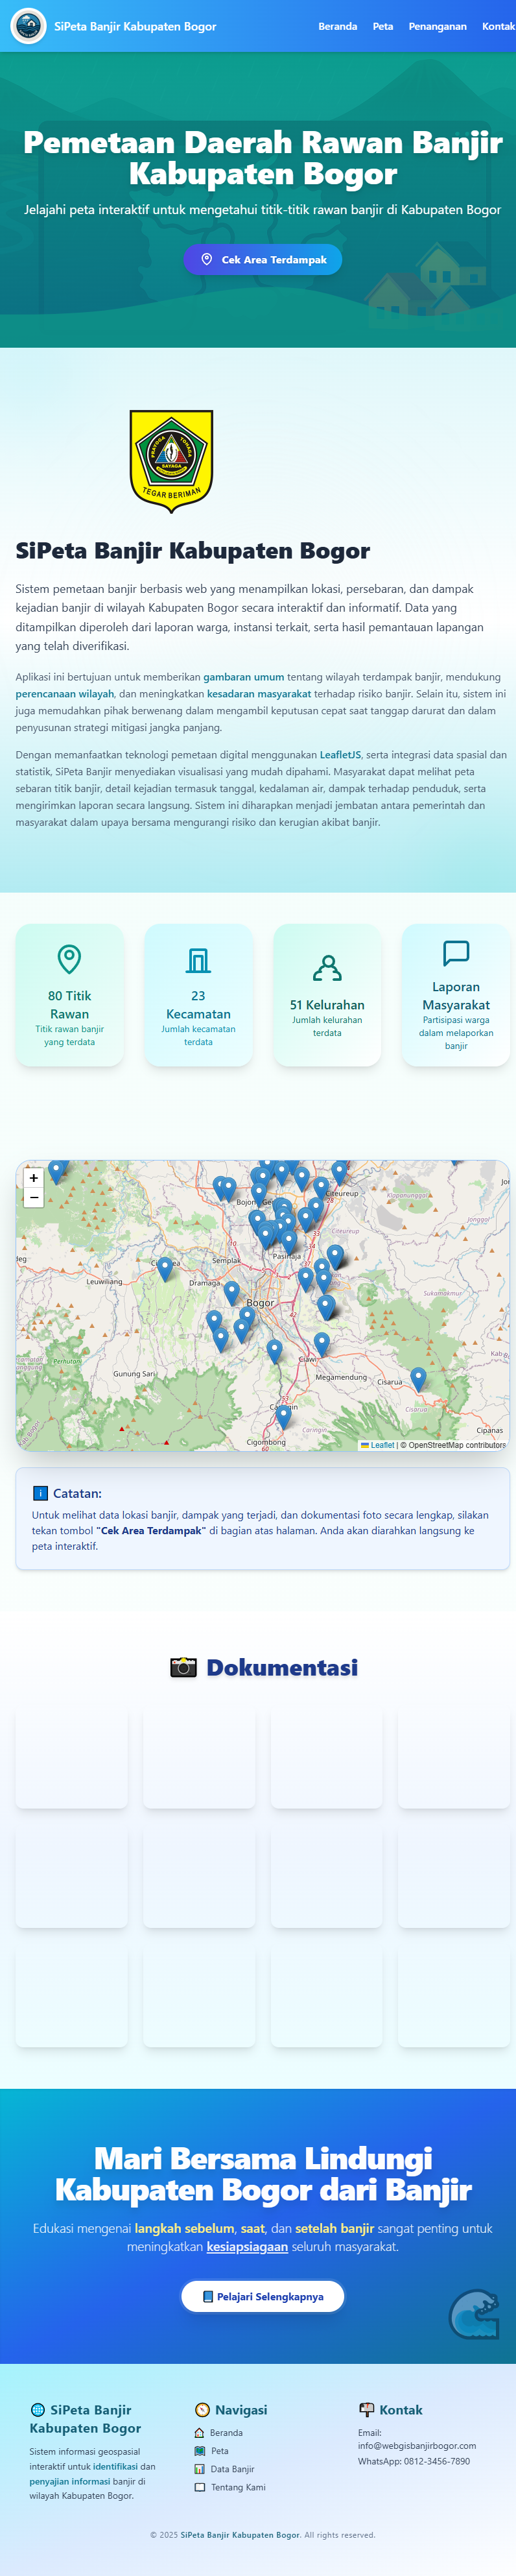 SiPeta Banjir Kabupaten Bogor
Beranda Peta Penanganan Kontak
Pemetaan Daerah Rawan Banjir
Kabupaten Bogor
Jelajahi peta interaktif untuk mengetahui titik-titik rawan banjir di Kabupaten Bogor
Cek Area Terdampak
TEGAR BERIMAN
SiPeta Banjir Kabupaten Bogor
Sistem pemetaan banjir berbasis web yang menampilkan lokasi, persebaran, dan dampak
kejadian banjir di wilayah Kabupaten Bogor secara interaktif dan informatif. Data yang
ditampilkan diperoleh dari laporan warga, instansi terkait, serta hasil pemantauan lapangan
yang telah diverifikasi.
Aplikasi ini bertujuan untuk memberikan gambaran umum tentang wilayah terdampak banjir, mendukung
perencanaan wilayah, dan meningkatkan kesadaran masyarakat terhadap risiko banjir. Selain itu, sistem ini
juga memudahkan pihak berwenang dalam mengambil keputusan cepat saat tanggap darurat dan dalam
penyusunan strategi mitigasi jangka panjang.
Dengan memanfaatkan teknologi pemetaan digital menggunakan LeafletJS, serta integrasi data spasial dan
statistik, SiPeta Banjir menyediakan visualisasi yang mudah dipahami. Masyarakat dapat melihat peta
sebaran titik banjir, detail kejadian termasuk tanggal, kedalaman air, dampak terhadap penduduk, serta
mengirimkan laporan secara langsung. Sistem ini diharapkan menjadi jembatan antara pemerintah dan
masyarakat dalam upaya bersama mengurangi risiko dan kerugian akibat banjir.
80 Titik
Rawan
Titik rawan banjir
yang terdata
23
Kecamatan
Jumlah kecamatan
terdata
51 Kelurahan
Jumlah kelurahan
terdata
Laporan
Masyarakat
Partisipasi warga
dalam melaporkan
banjir
+
−
Citeureup
Klapanunggal
Jonggol
Citeureup
Semplak
Pasinaja
Leuwiliang
Dramaga
Bogor
Sukamakmur
Perhutani
Gunung Sari
Ciawi
Megamendung
Cisarua
Cisarua
Caringin
Cigombong
Cipanas
Leaflet | © OpenStreetMap contributors
Catatan:
Untuk melihat data lokasi banjir, dampak yang terjadi, dan dokumentasi foto secara lengkap, silakan
tekan tombol "Cek Area Terdampak" di bagian atas halaman. Anda akan diarahkan langsung ke
peta interaktif.
Dokumentasi
Mari Bersama Lindungi
Kabupaten Bogor dari Banjir
Edukasi mengenai langkah sebelum, saat, dan setelah banjir sangat penting untuk
meningkatkan kesiapsiagaan seluruh masyarakat.
Pelajari Selengkapnya
SiPeta Banjir
Kabupaten Bogor
Sistem informasi geospasial
interaktif untuk identifikasi dan
penyajian informasi banjir di
wilayah Kabupaten Bogor.
Navigasi
Beranda
Peta
Data Banjir
Tentang Kami
Kontak
Email:
info@webgisbanjirbogor.com
WhatsApp: 0812-3456-7890
© 2025 SiPeta Banjir Kabupaten Bogor. All rights reserved.